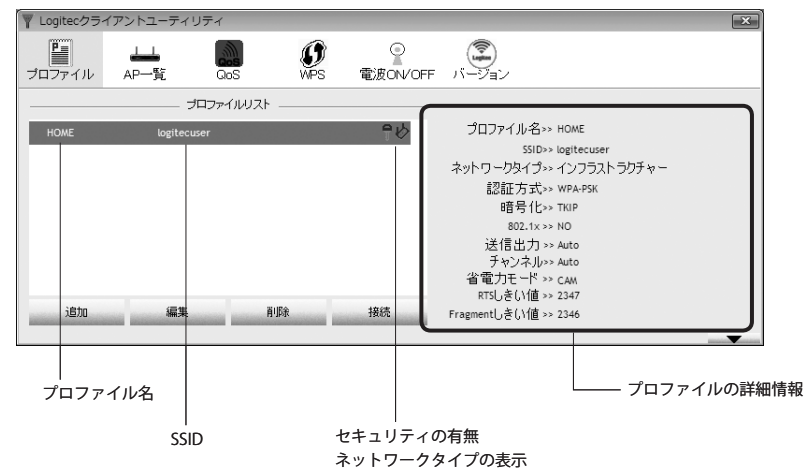 Logitecクライアントユーティリティ
プロファイル AP一覧 QoS WPS 電波ON/OFF バージョン
プロファイルリスト
HOME logitecuser
プロファイル名>> HOME
SSID>> logitecuser
ネットワークタイプ>> インフラストラクチャー
認証方式>> WPA-PSK
暗号化>> TKIP
802.1x >> NO
送信出力 >> Auto
チャンネル>> Auto
省電力モード >> CAM
RTSしきい値 >> 2347
Fragmentしきい値 >> 2346
追加 編集 削除 接続
プロファイル名
SSID
セキュリティの有無
ネットワークタイプの表示
プロファイルの詳細情報